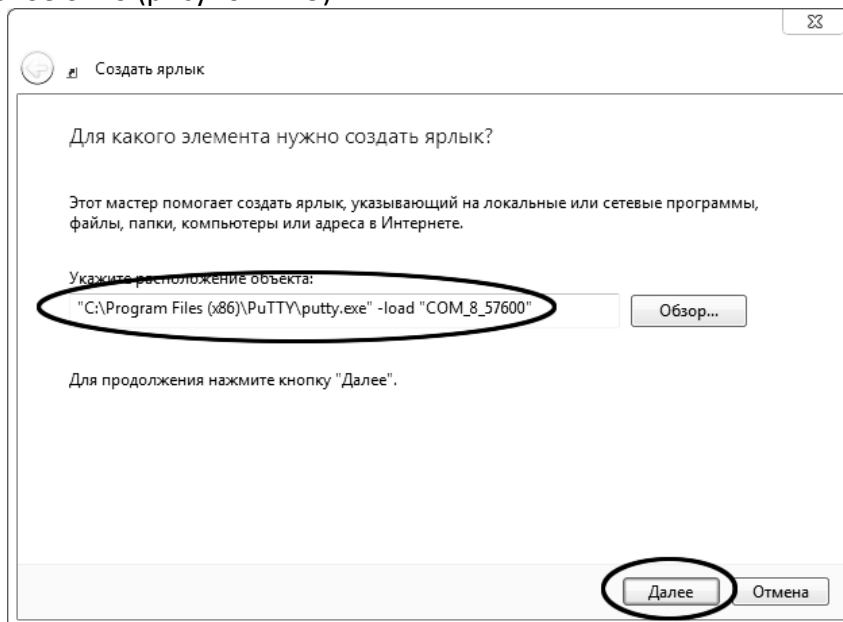 Создать ярлык
Для какого элемента нужно создать ярлык?
Этот мастер помогает создать ярлык, указывающий на локальные или сетевые программы,
файлы, папки, компьютеры или адреса в Интернете.
Укажите расположение объекта:
"C:\Program Files (x86)\PuTTY\putty.exe" -load "COM_8_57600"
Обзор...
Для продолжения нажмите кнопку "Далее".
Далее
Отмена